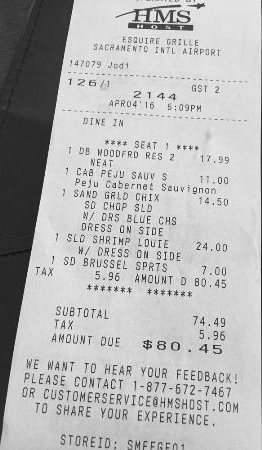 OPERATED BY
HMS
HOST
ESQUIRE GRILLE
SACRAMENTO INTL AIRPORT
147079 Jodi
126/1 GST 2
2144
APR04'16 6:09PM
DINE IN
**** SEAT 1 ****
1 DB WOODFRD RES 2 17.99
NEAT
1 CAB PEJU SAUV S 11.00
Peju Cabernet Sauvignon
1 SAND GRLD CHIX 14.50
SD CHOP SLD
W/ DRS BLUE CHS
DRESS ON SIDE
1 SLD SHRIMP LOUIE 24.00
W/ DRESS ON SIDE
1 SD BRUSSEL SPRTS 7.00
TAX 5.96 AMOUNT D 80.45
******* *******
SUBTOTAL 74.49
TAX 5.96
AMOUNT DUE $80.45
WE WANT TO HEAR YOUR FEEDBACK!
PLEASE CONTACT 1-877-672-7467
OR CUSTOMERSERVICE@HMSHOST.COM
TO SHARE YOUR EXPERIENCE.
STOREID: